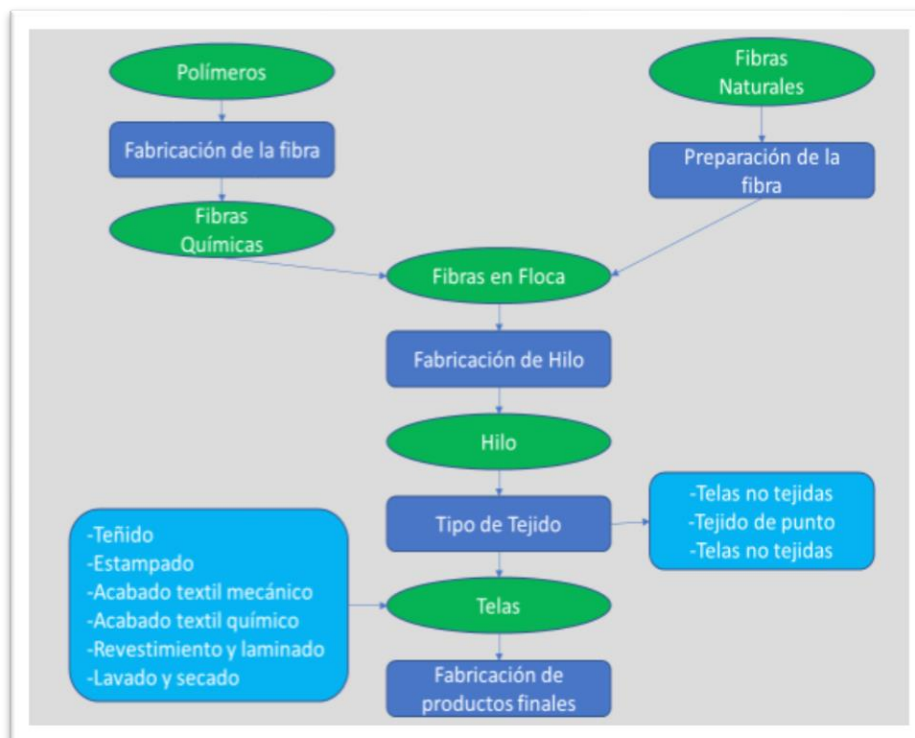 Polímeros
Fibras
Naturales
Fabricación de la fibra
Preparación de la
fibra
Fibras
Químicas
Fibras en Floca
Fabricación de Hilo
Hilo
Tipo de Tejido
-Telas no tejidas
-Tejido de punto
-Telas no tejidas
-Teñido
-Estampado
-Acabado textil mecánico
-Acabado textil químico
-Revestimiento y laminado
-Lavado y secado
Telas
Fabricación de
productos finales